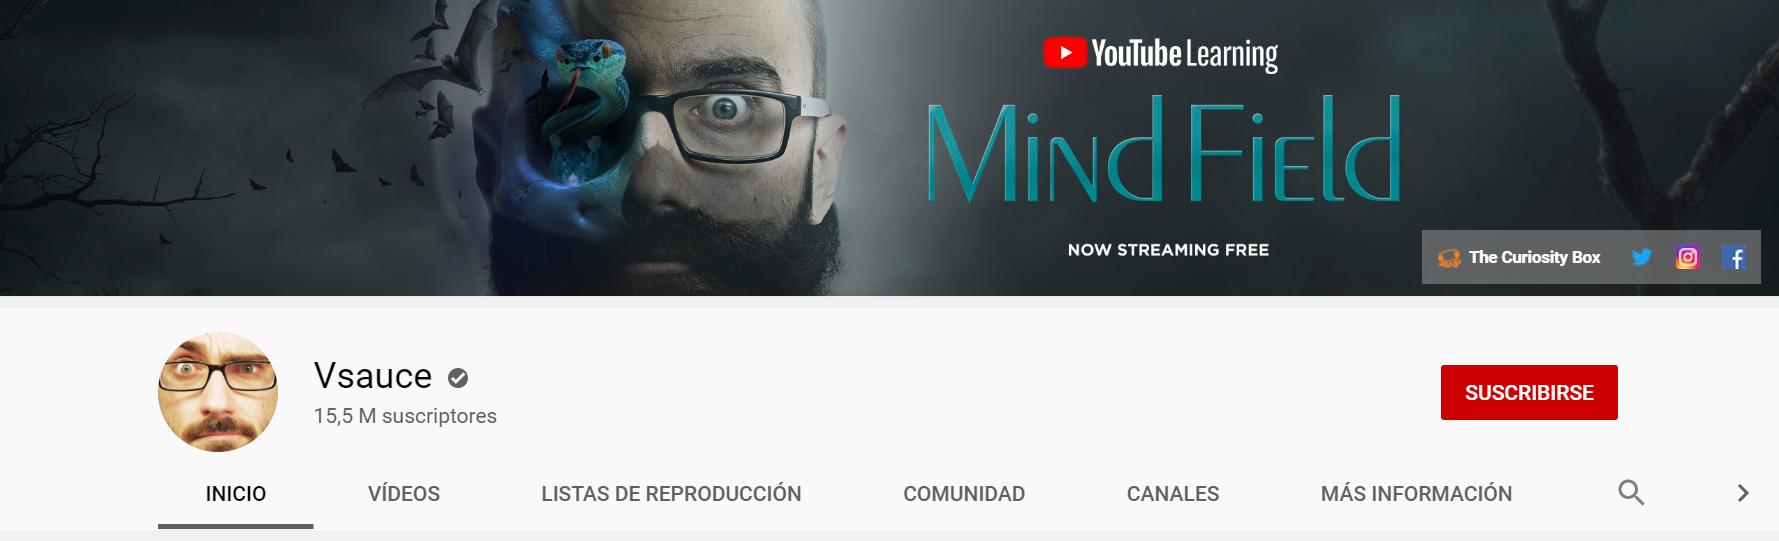 YouTube Learning
Mind Field
NOW STREAMING FREE
The Curiosity Box
Vsauce
15,5 M suscriptores
SUSCRIBIRSE
INICIO VÍDEOS LISTAS DE REPRODUCCIÓN COMUNIDAD CANALES MÁS INFORMACIÓN